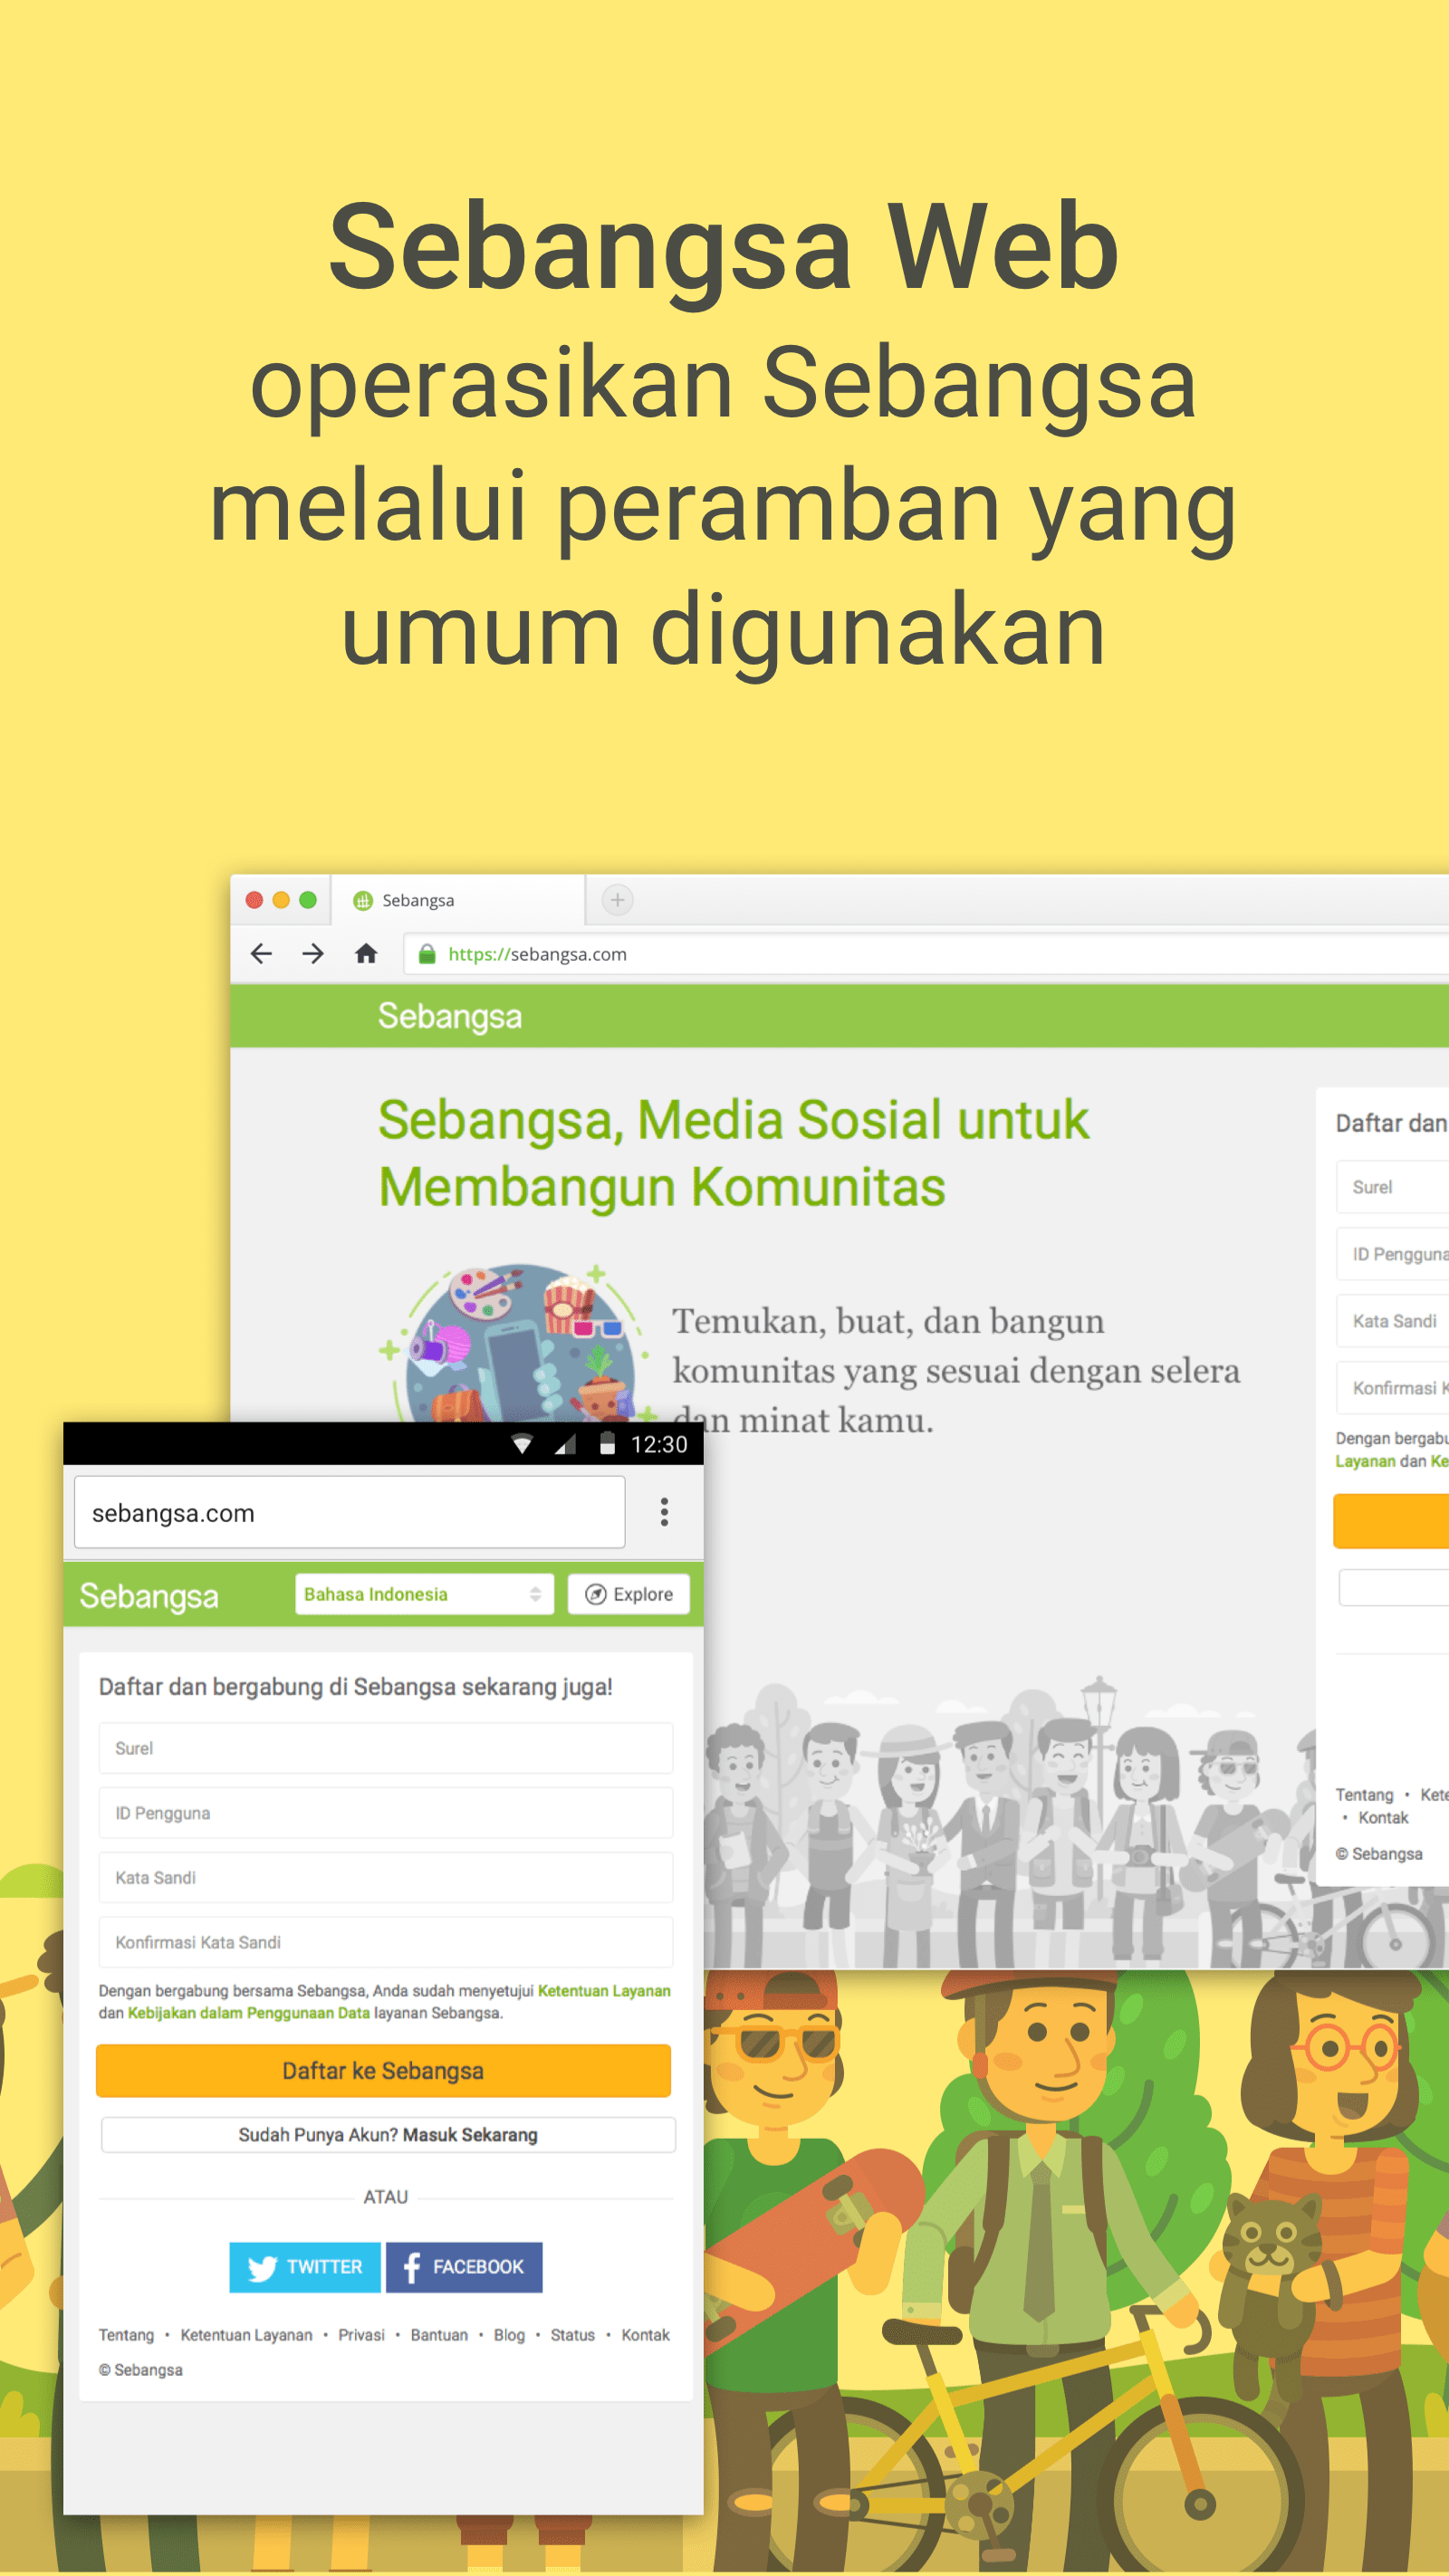 Sebangsa Web
operasikan Sebangsa
melalui peramban yang
umum digunakan
Sebangsa
https://sebangsa.com
Sebangsa
Sebangsa, Media Sosial untuk
Membangun Komunitas
Temukan, buat, dan bangun
komunitas yang sesuai dengan selera
dan minat kamu.
Daftar dan
Surel
ID Pengguna
Kata Sandi
Konfirmasi K
Dengan bergabu
Layanan dan Ke
Tentang • Kete
• Kontak
© Sebangsa
12:30
sebangsa.com
Sebangsa
Bahasa Indonesia
Explore
Daftar dan bergabung di Sebangsa sekarang juga!
Surel
ID Pengguna
Kata Sandi
Konfirmasi Kata Sandi
Dengan bergabung bersama Sebangsa, Anda sudah menyetujui Ketentuan Layanan
dan Kebijakan dalam Penggunaan Data layanan Sebangsa.
Daftar ke Sebangsa
Sudah Punya Akun? Masuk Sekarang
ATAU
TWITTER
FACEBOOK
Tentang • Ketentuan Layanan • Privasi • Bantuan • Blog • Status • Kontak
© Sebangsa